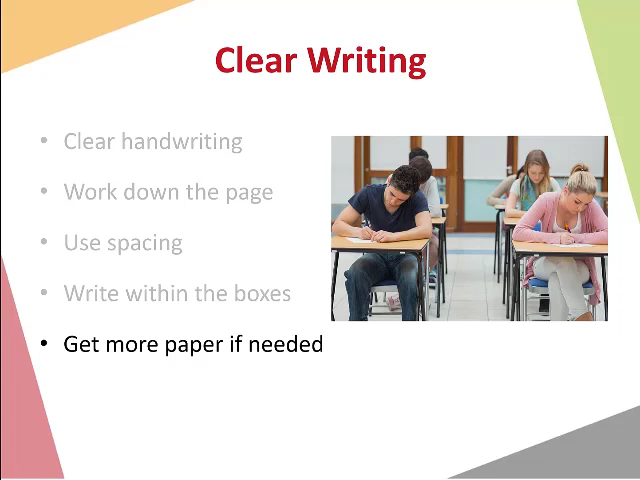 Clear Writing
• Clear handwriting
• Work down the page
• Use spacing
• Write within the boxes
• Get more paper if needed